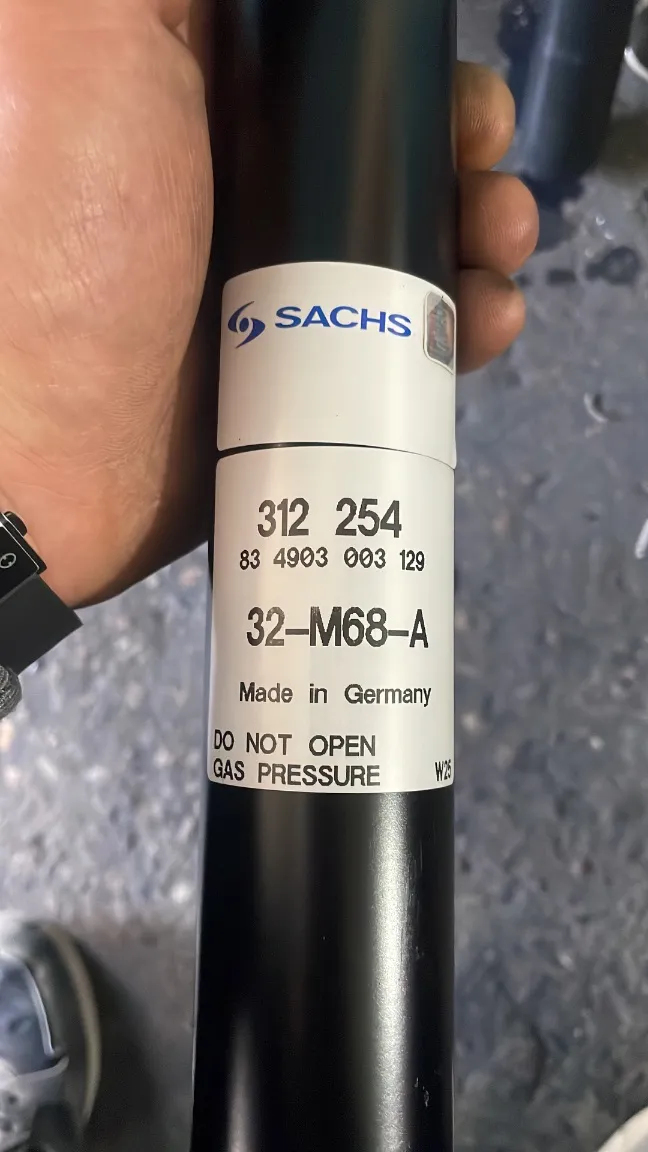 SACHS
312 254
83 4903 003 129
32-M68-A
Made in Germany
DO NOT OPEN
GAS PRESSURE W25